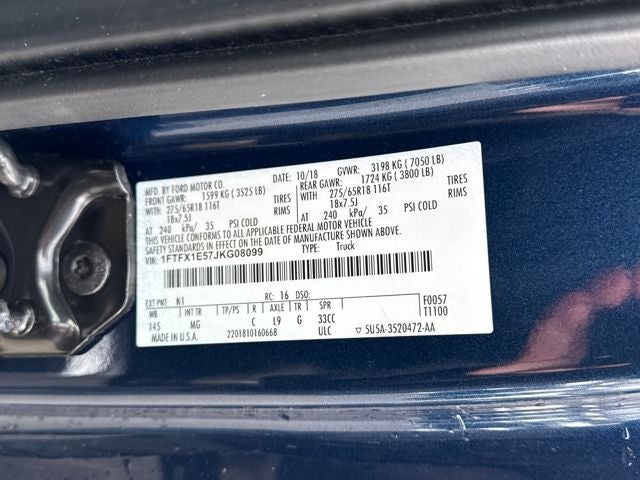 MFD. BY FORD MOTOR CO.
10/18 GVWR: 3198 KG ( 7050 LB)
FRONT GAWR: 1599 KG ( 3525 LB) REAR GAWR: 1724 KG ( 3800 LB)
WITH 275/65R18 116T TIRES WITH 275/65R18 116T TIRES
18x7.5J RIMS 18x7.5J RIMS
AT 240 kPa/ 35 PSI COLD AT 240 kPa/ 35 PSI COLD
THIS VEHICLE CONFORMS TO ALL APPLICABLE FEDERAL MOTOR VEHICLE
SAFETY STANDARDS IN EFFECT ON THE DATE OF MANUFACTURE SHOWN ABOVE.
VIN: 1FTFX1E57JKG08099 TYPE: Truck
EXT PNT: N1 RC: 16 DSO: F0057
WB INT TR TP/PS R AXLE TR SPR T1100
145 MG C L9 G 33CC
MADE IN U.S.A. 2201810160668 ULC ▽ 5U5A-3520472-AA